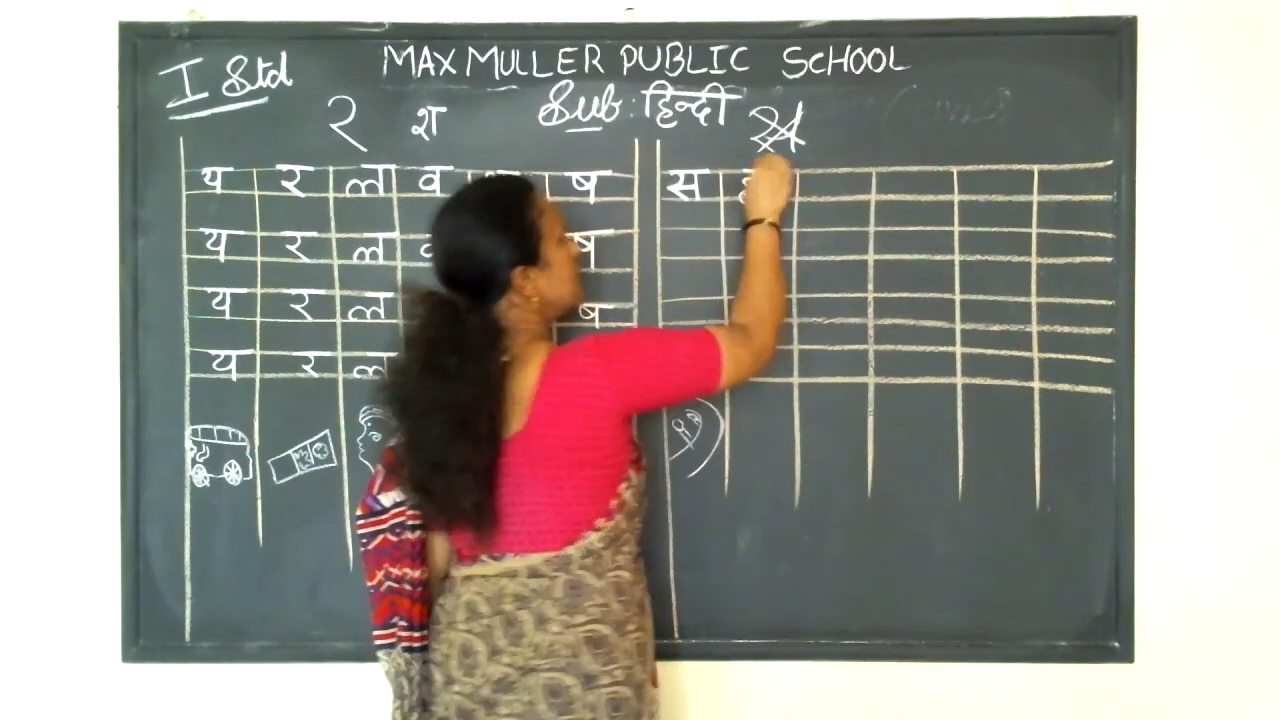 MAX MULLER PUBLIC SCHOOL
I Std
Sub: हिन्दी
र श
य र ल व ष स
य र ल ष
य र ल ष
य र ल